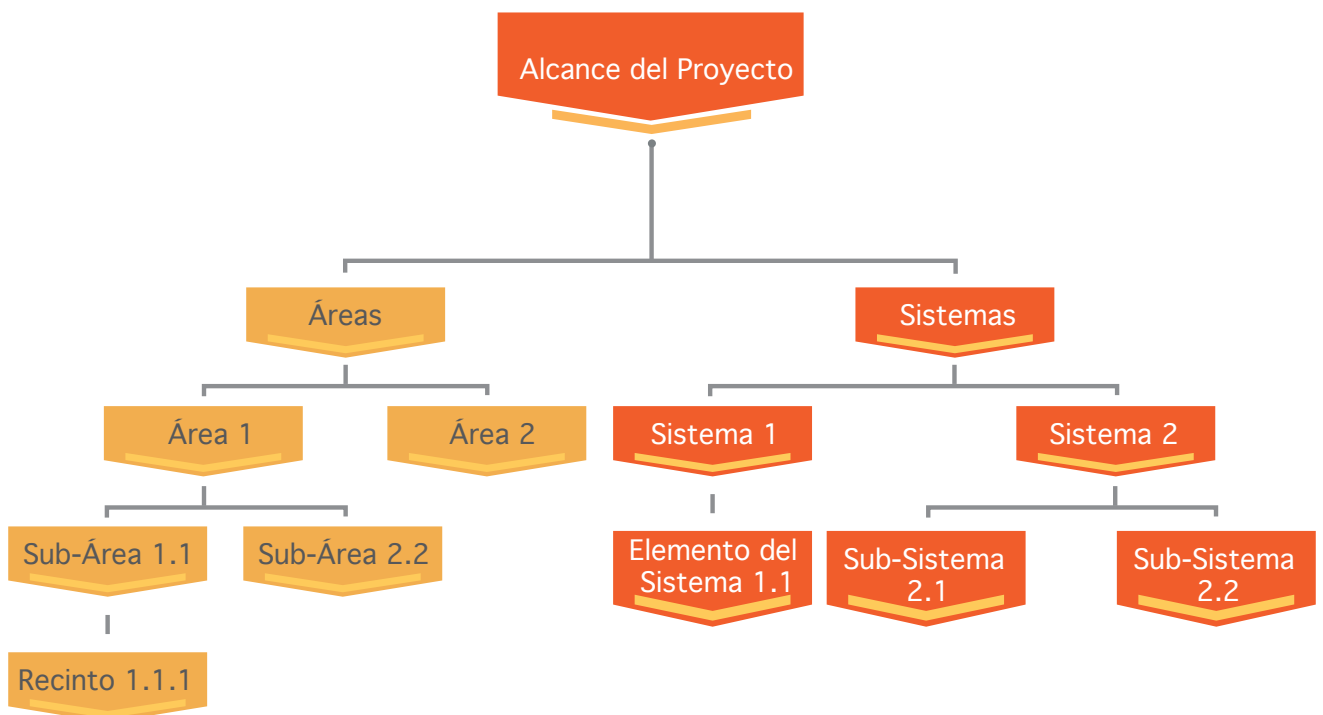 Alcance del Proyecto
Áreas
Sistemas
Área 1
Área 2
Sistema 1
Sistema 2
Sub-Área 1.1
Sub-Área 2.2
Elemento del
Sistema 1.1
Sub-Sistema
2.1
Sub-Sistema
2.2
Recinto 1.1.1